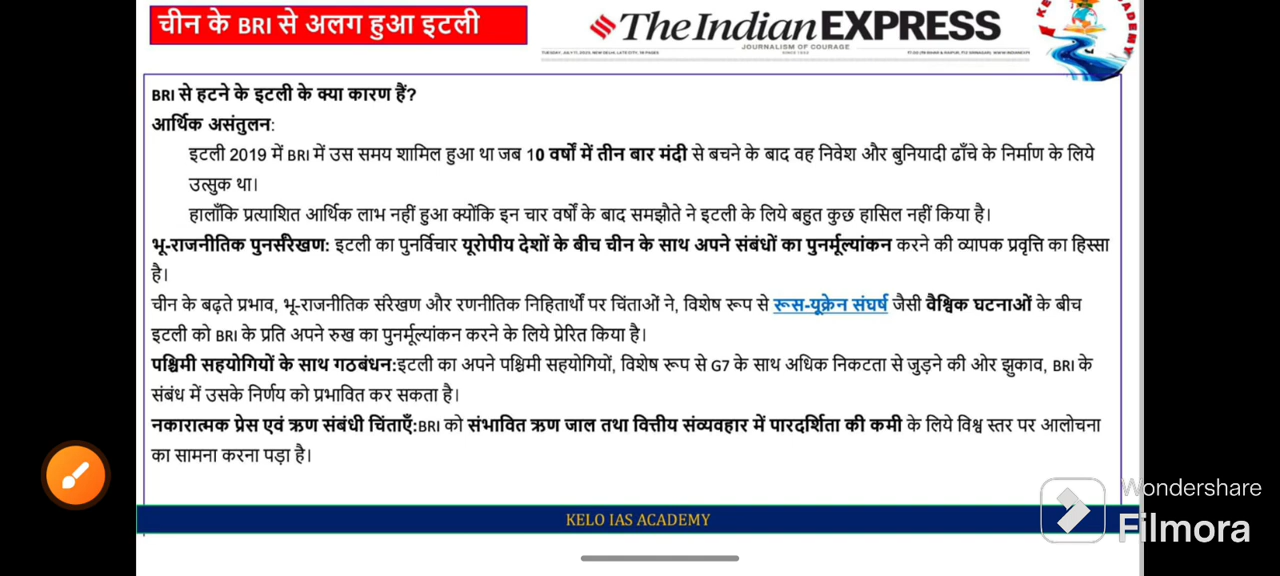 चीन के BRI से अलग हुआ इटली
The Indian EXPRESS
JOURNALISM OF COURAGE
SINCE 1932
BRI से हटने के इटली के क्या कारण हैं?
आर्थिक असंतुलन:
इटली 2019 में BRI में उस समय शामिल हुआ था जब 10 वर्षों में तीन बार मंदी से बचने के बाद वह निवेश और बुनियादी ढाँचे के निर्माण के लिये
उत्सुक था।
हालाँकि प्रत्याशित आर्थिक लाभ नहीं हुआ क्योंकि इन चार वर्षों के बाद समझौते ने इटली के लिये बहुत कुछ हासिल नहीं किया है।
भू-राजनीतिक पुनर्संरेखण: इटली का पुनर्विचार यूरोपीय देशों के बीच चीन के साथ अपने संबंधों का पुनर्मूल्यांकन करने की व्यापक प्रवृत्ति का हिस्सा
है।
चीन के बढ़ते प्रभाव, भू-राजनीतिक संरेखण और रणनीतिक निहितार्थों पर चिंताओं ने, विशेष रूप से रूस-यूक्रेन संघर्ष जैसी वैश्विक घटनाओं के बीच
इटली को BRI के प्रति अपने रुख का पुनर्मूल्यांकन करने के लिये प्रेरित किया है।
पश्चिमी सहयोगियों के साथ गठबंधन:इटली का अपने पश्चिमी सहयोगियों, विशेष रूप से G7 के साथ अधिक निकटता से जुड़ने की ओर झुकाव, BRI के
संबंध में उसके निर्णय को प्रभावित कर सकता है।
नकारात्मक प्रेस एवं ऋण संबंधी चिंताएँ:BRI को संभावित ऋण जाल तथा वित्तीय संव्यवहार में पारदर्शिता की कमी के लिये विश्व स्तर पर आलोचना
का सामना करना पड़ा है।
KELO IAS ACADEMY
Wondershare
Filmora